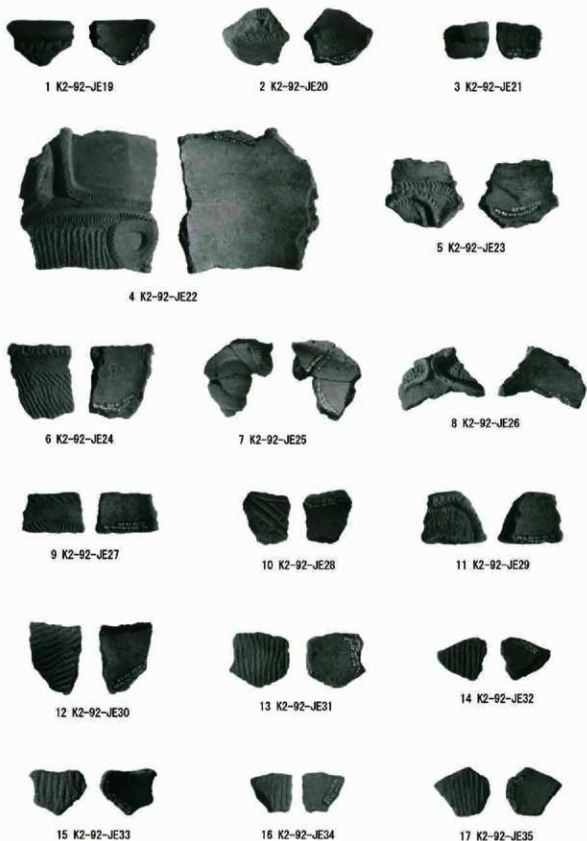 1 K2-92-JE19
2 K2-92-JE20
3 K2-92-JE21
4 K2-92-JE22
5 K2-92-JE23
6 K2-92-JE24
7 K2-92-JE25
8 K2-92-JE26
9 K2-92-JE27
10 K2-92-JE28
11 K2-92-JE29
12 K2-92-JE30
13 K2-92-JE31
14 K2-92-JE32
15 K2-92-JE33
16 K2-92-JE34
17 K2-92-JE35